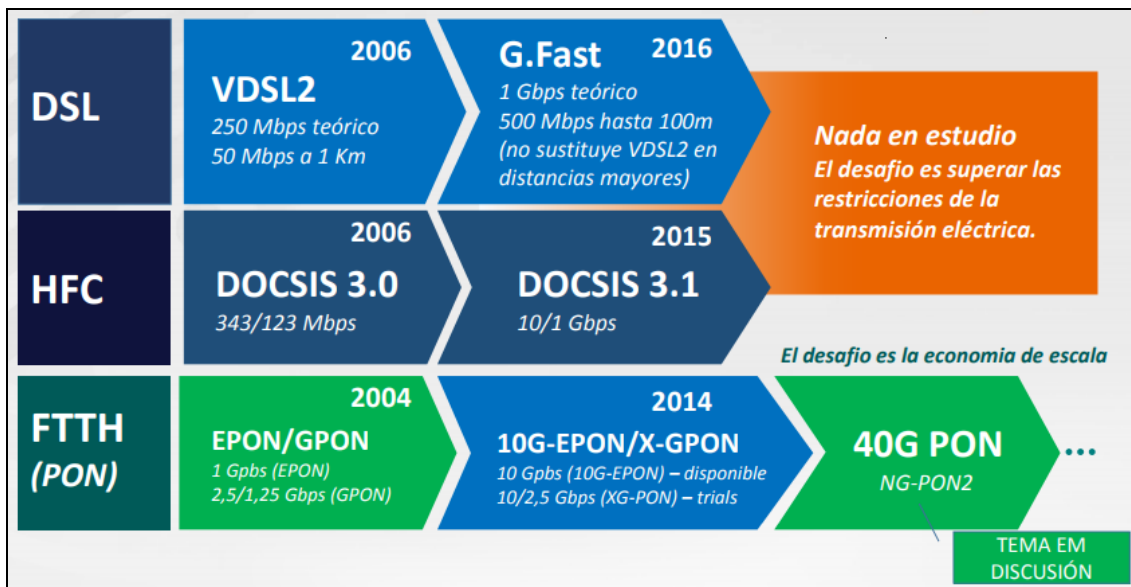 DSL
2006
VDSL2
250 Mbps teórico
50 Mbps a 1 Km
G.Fast
2016
1 Gbps teórico
500 Mbps hasta 100m
(no sustituye VDSL2 en
distancias mayores)
Nada en estudio
El desafio es superar las
restricciones de la
transmisión eléctrica.
HFC
2006
DOCSIS 3.0
343/123 Mbps
2015
DOCSIS 3.1
10/1 Gbps
El desafio es la economia de escala
FTTH
(PON)
2004
EPON/GPON
1 Gpbs (EPON)
2,5/1,25 Gbps (GPON)
2014
10G-EPON/X-GPON
10 Gpbs (10G-EPON) – disponible
10/2,5 Gbps (XG-PON) – trials
40G PON
NG-PON2
...
TEMA EM
DISCUSIÓN